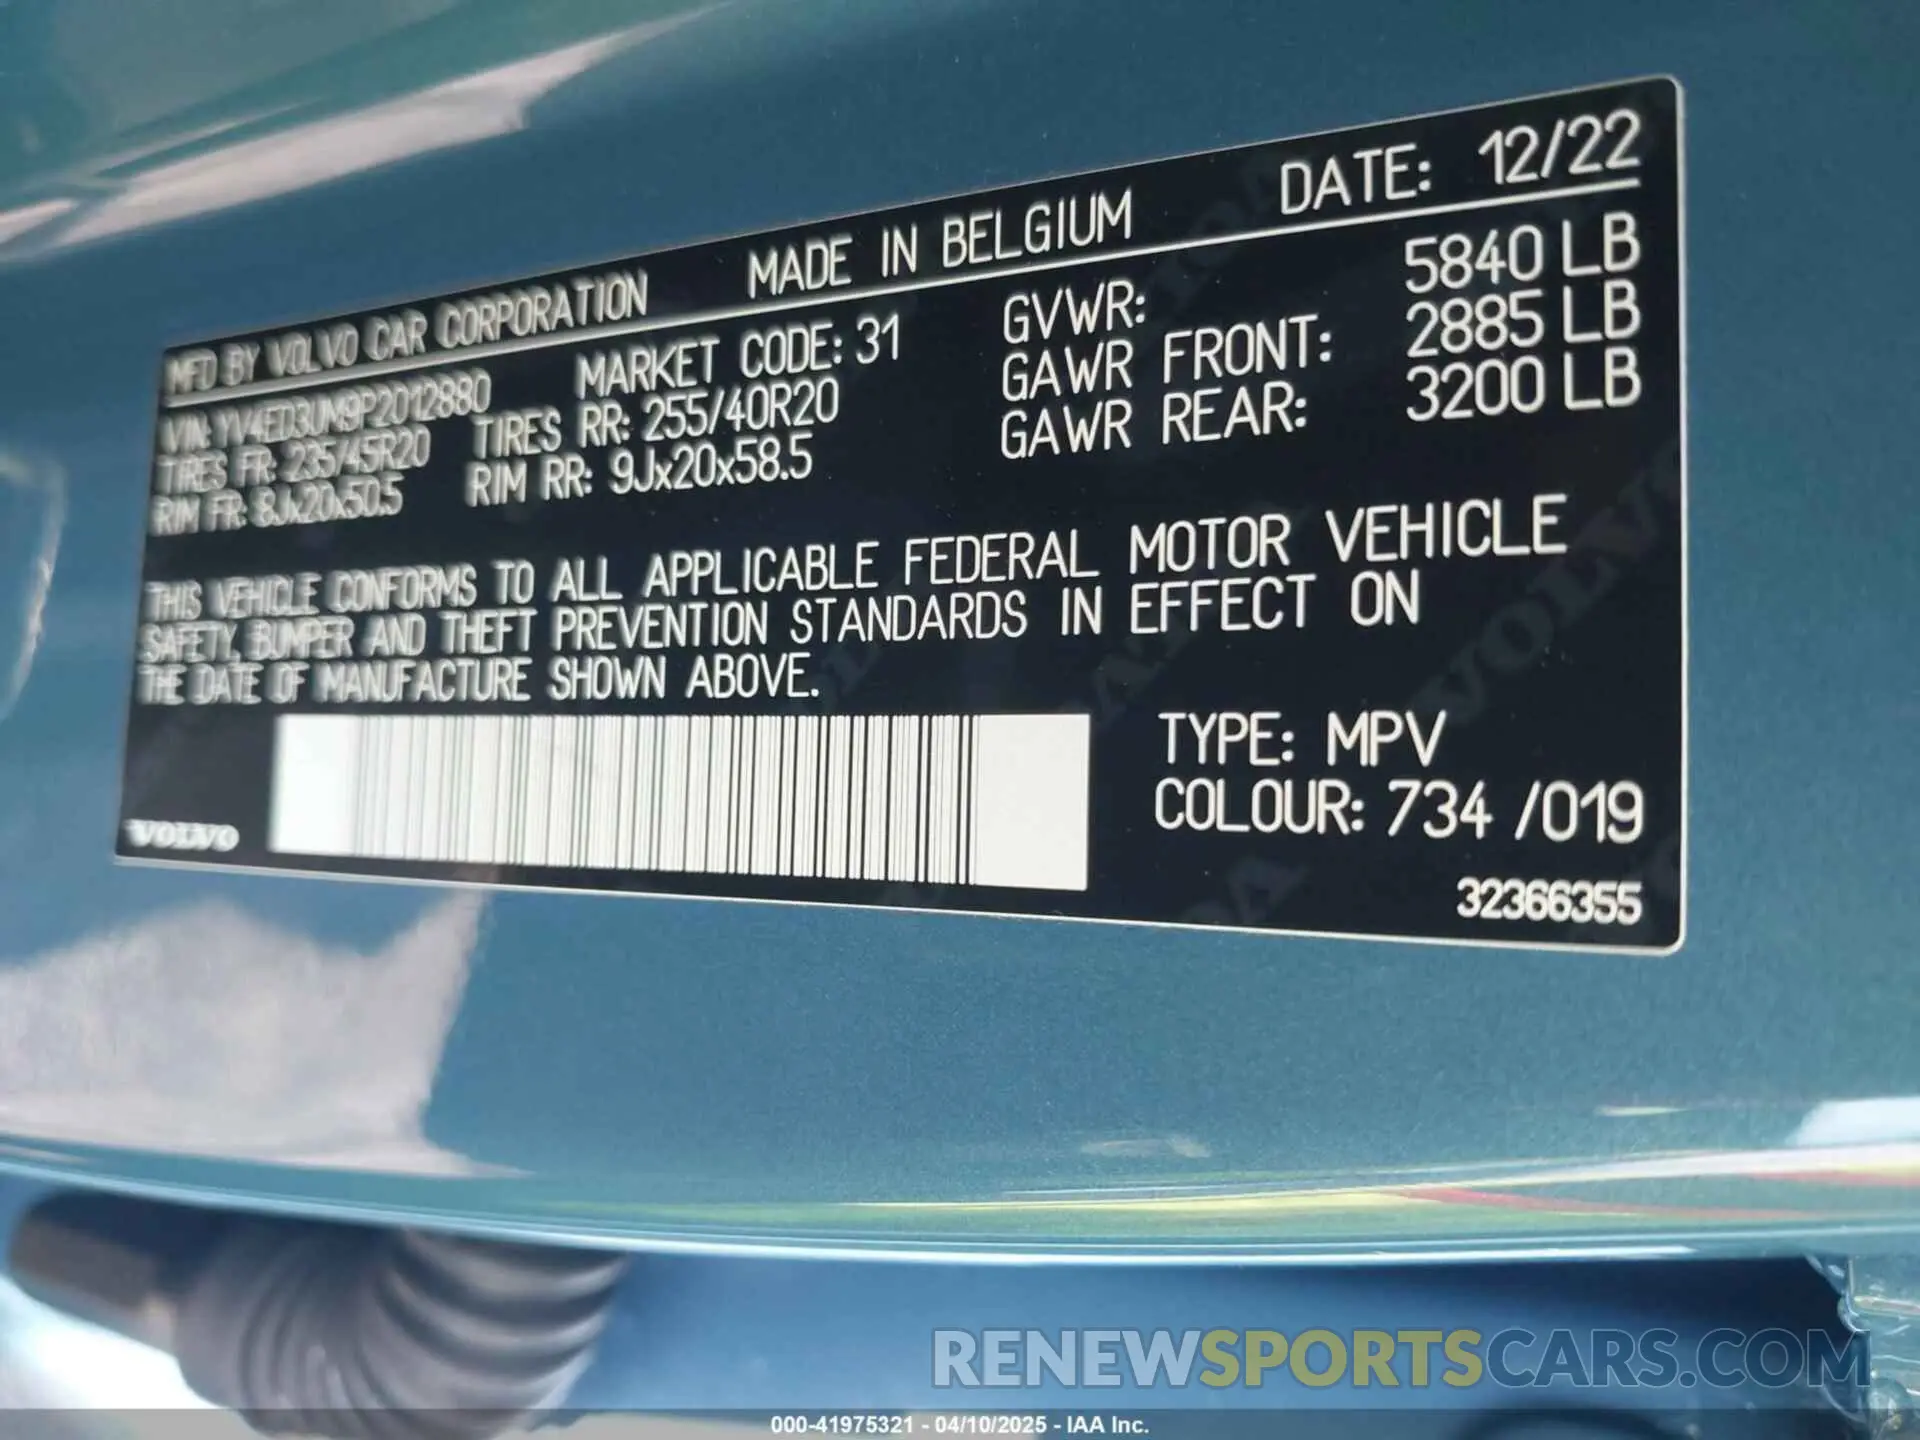 MFD BY VOLVO CAR CORPORATION MADE IN BELGIUM DATE: 12/22
VIN: YV4ED3UM9P2012880 MARKET CODE: 31 GVWR: 5840 LB
TIRES FR: 235/45R20 TIRES RR: 255/40R20 GAWR FRONT: 2885 LB
RIM FR: 8Jx20x50.5 RIM RR: 9Jx20x58.5 GAWR REAR: 3200 LB
THIS VEHICLE CONFORMS TO ALL APPLICABLE FEDERAL MOTOR VEHICLE
SAFETY, BUMPER AND THEFT PREVENTION STANDARDS IN EFFECT ON
THE DATE OF MANUFACTURE SHOWN ABOVE.
TYPE: MPV
COLOUR: 734 /019
VOLVO
32366355
RENEWSPORTSCARS.COM
000-41975321 - 04/10/2025 - IAA Inc.